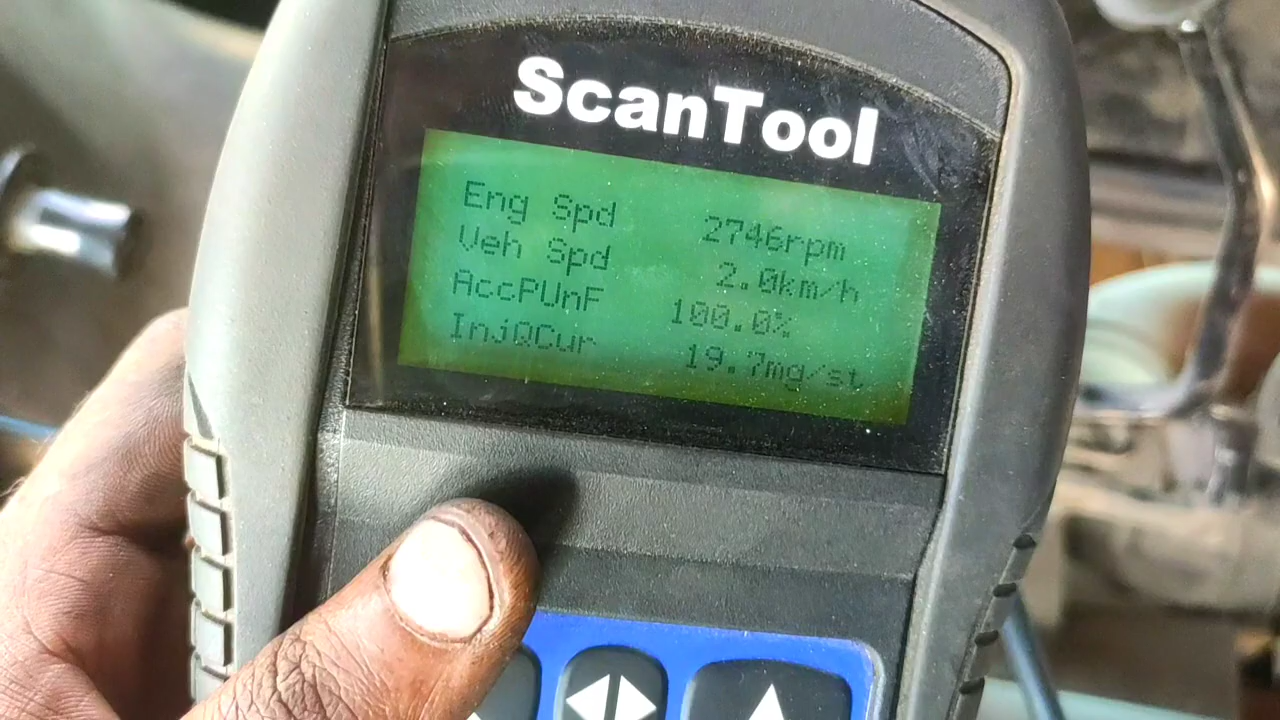 ScanTool
Eng Spd 2746rpm
Veh Spd 2.0km/h
AccPUnF 100.0%
InjQCur 19.7mg/st